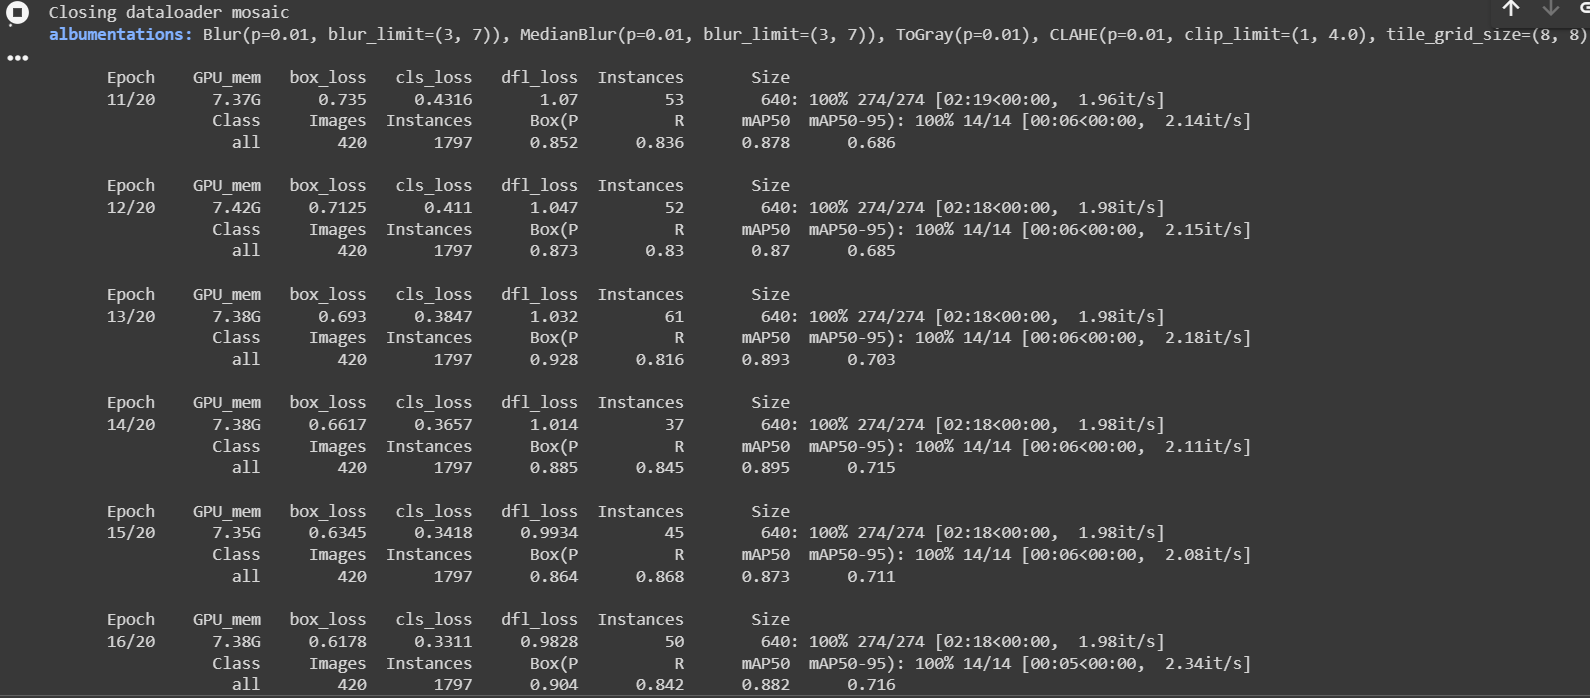 Closing dataloader mosaic
albumentations: Blur(p=0.01, blur_limit=(3, 7)), MedianBlur(p=0.01, blur_limit=(3, 7)), ToGray(p=0.01), CLAHE(p=0.01, clip_limit=(1, 4.0), tile_grid_size=(8, 8)
Epoch GPU_mem box_loss cls_loss dfl_loss Instances Size
11/20 7.37G 0.735 0.4316 1.07 53 640: 100% 274/274 [02:19<00:00, 1.96it/s]
Class Images Instances Box(P R mAP50 mAP50-95): 100% 14/14 [00:06<00:00, 2.14it/s]
all 420 1797 0.852 0.836 0.878 0.686
Epoch GPU_mem box_loss cls_loss dfl_loss Instances Size
12/20 7.42G 0.7125 0.411 1.047 52 640: 100% 274/274 [02:18<00:00, 1.98it/s]
Class Images Instances Box(P R mAP50 mAP50-95): 100% 14/14 [00:06<00:00, 2.15it/s]
all 420 1797 0.873 0.83 0.87 0.685
Epoch GPU_mem box_loss cls_loss dfl_loss Instances Size
13/20 7.38G 0.693 0.3847 1.032 61 640: 100% 274/274 [02:18<00:00, 1.98it/s]
Class Images Instances Box(P R mAP50 mAP50-95): 100% 14/14 [00:06<00:00, 2.18it/s]
all 420 1797 0.928 0.816 0.893 0.703
Epoch GPU_mem box_loss cls_loss dfl_loss Instances Size
14/20 7.38G 0.6617 0.3657 1.014 37 640: 100% 274/274 [02:18<00:00, 1.98it/s]
Class Images Instances Box(P R mAP50 mAP50-95): 100% 14/14 [00:06<00:00, 2.11it/s]
all 420 1797 0.885 0.845 0.895 0.715
Epoch GPU_mem box_loss cls_loss dfl_loss Instances Size
15/20 7.35G 0.6345 0.3418 0.9934 45 640: 100% 274/274 [02:18<00:00, 1.98it/s]
Class Images Instances Box(P R mAP50 mAP50-95): 100% 14/14 [00:06<00:00, 2.08it/s]
all 420 1797 0.864 0.868 0.873 0.711
Epoch GPU_mem box_loss cls_loss dfl_loss Instances Size
16/20 7.38G 0.6178 0.3311 0.9828 50 640: 100% 274/274 [02:18<00:00, 1.98it/s]
Class Images Instances Box(P R mAP50 mAP50-95): 100% 14/14 [00:05<00:00, 2.34it/s]
all 420 1797 0.904 0.842 0.882 0.716